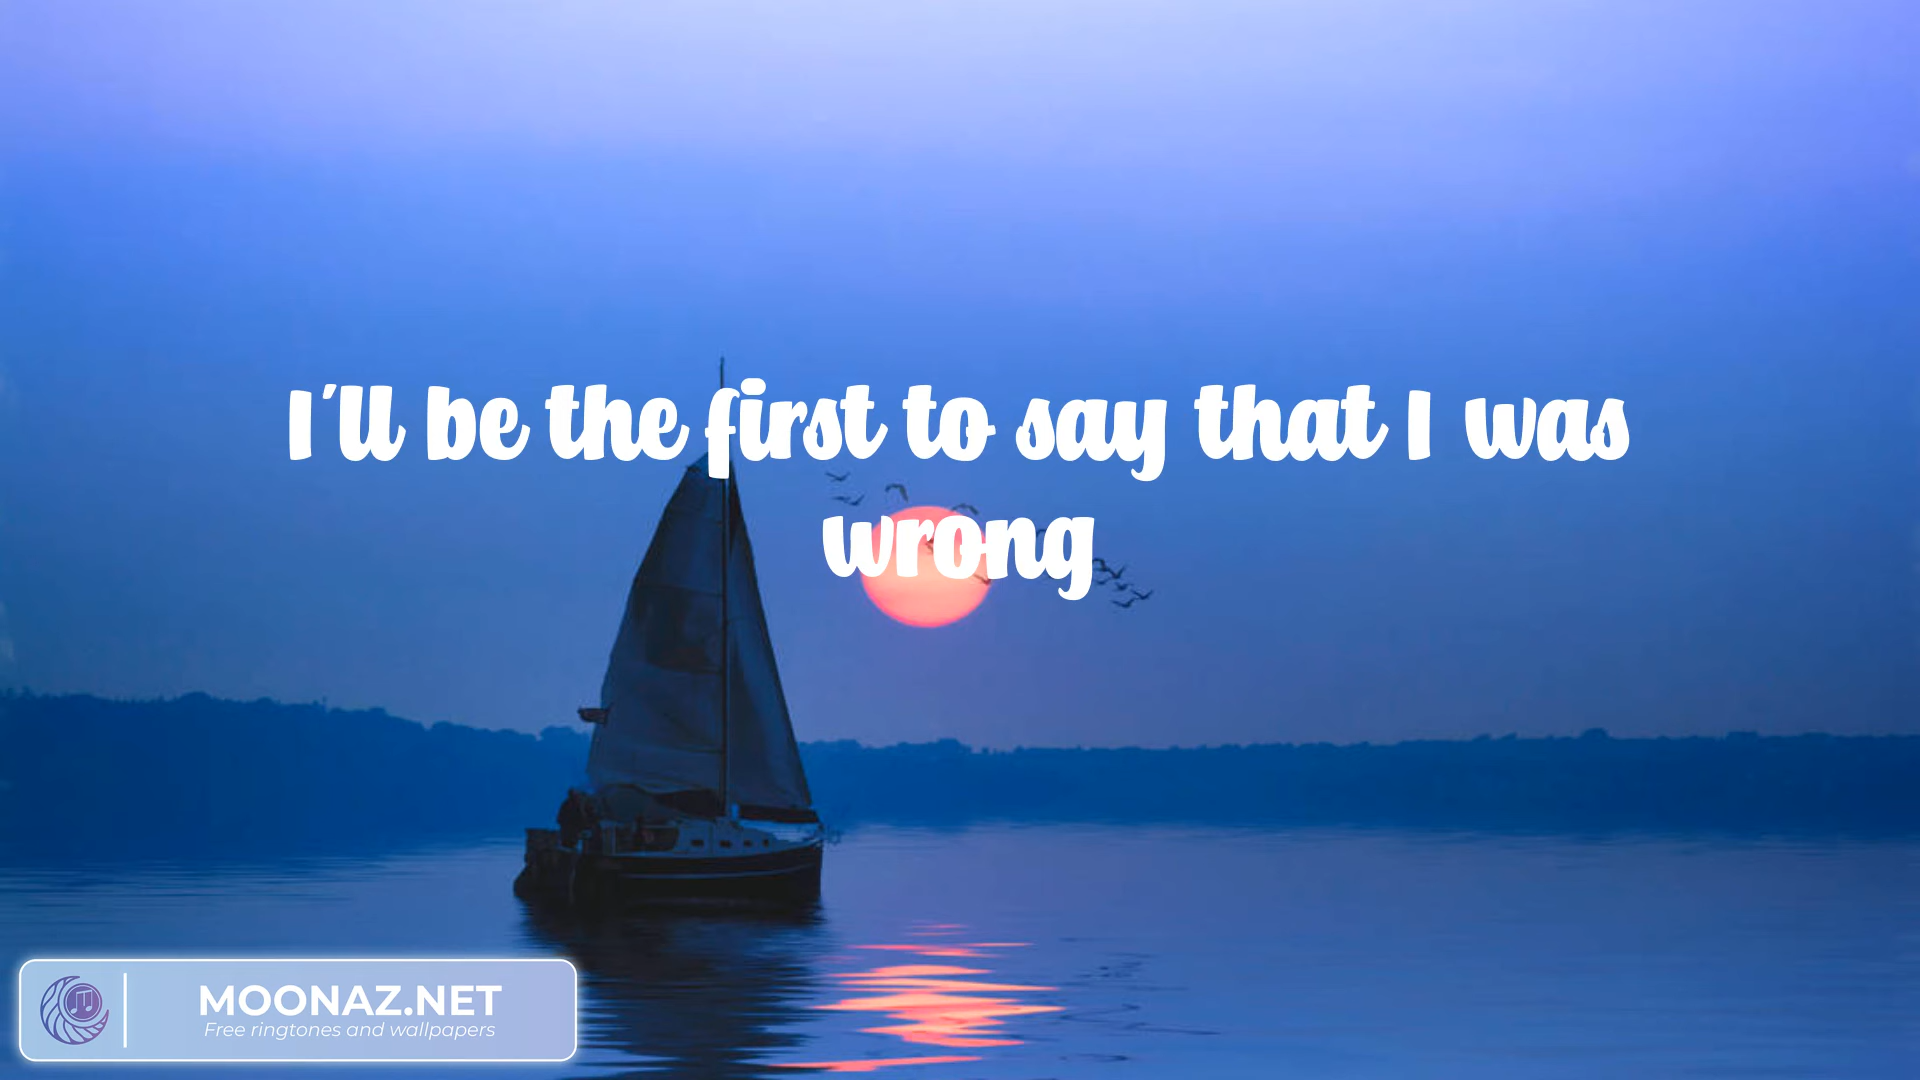 I'll be the first to say that I was
wrong
MOONAZ.NET
Free ringtones and wallpapers